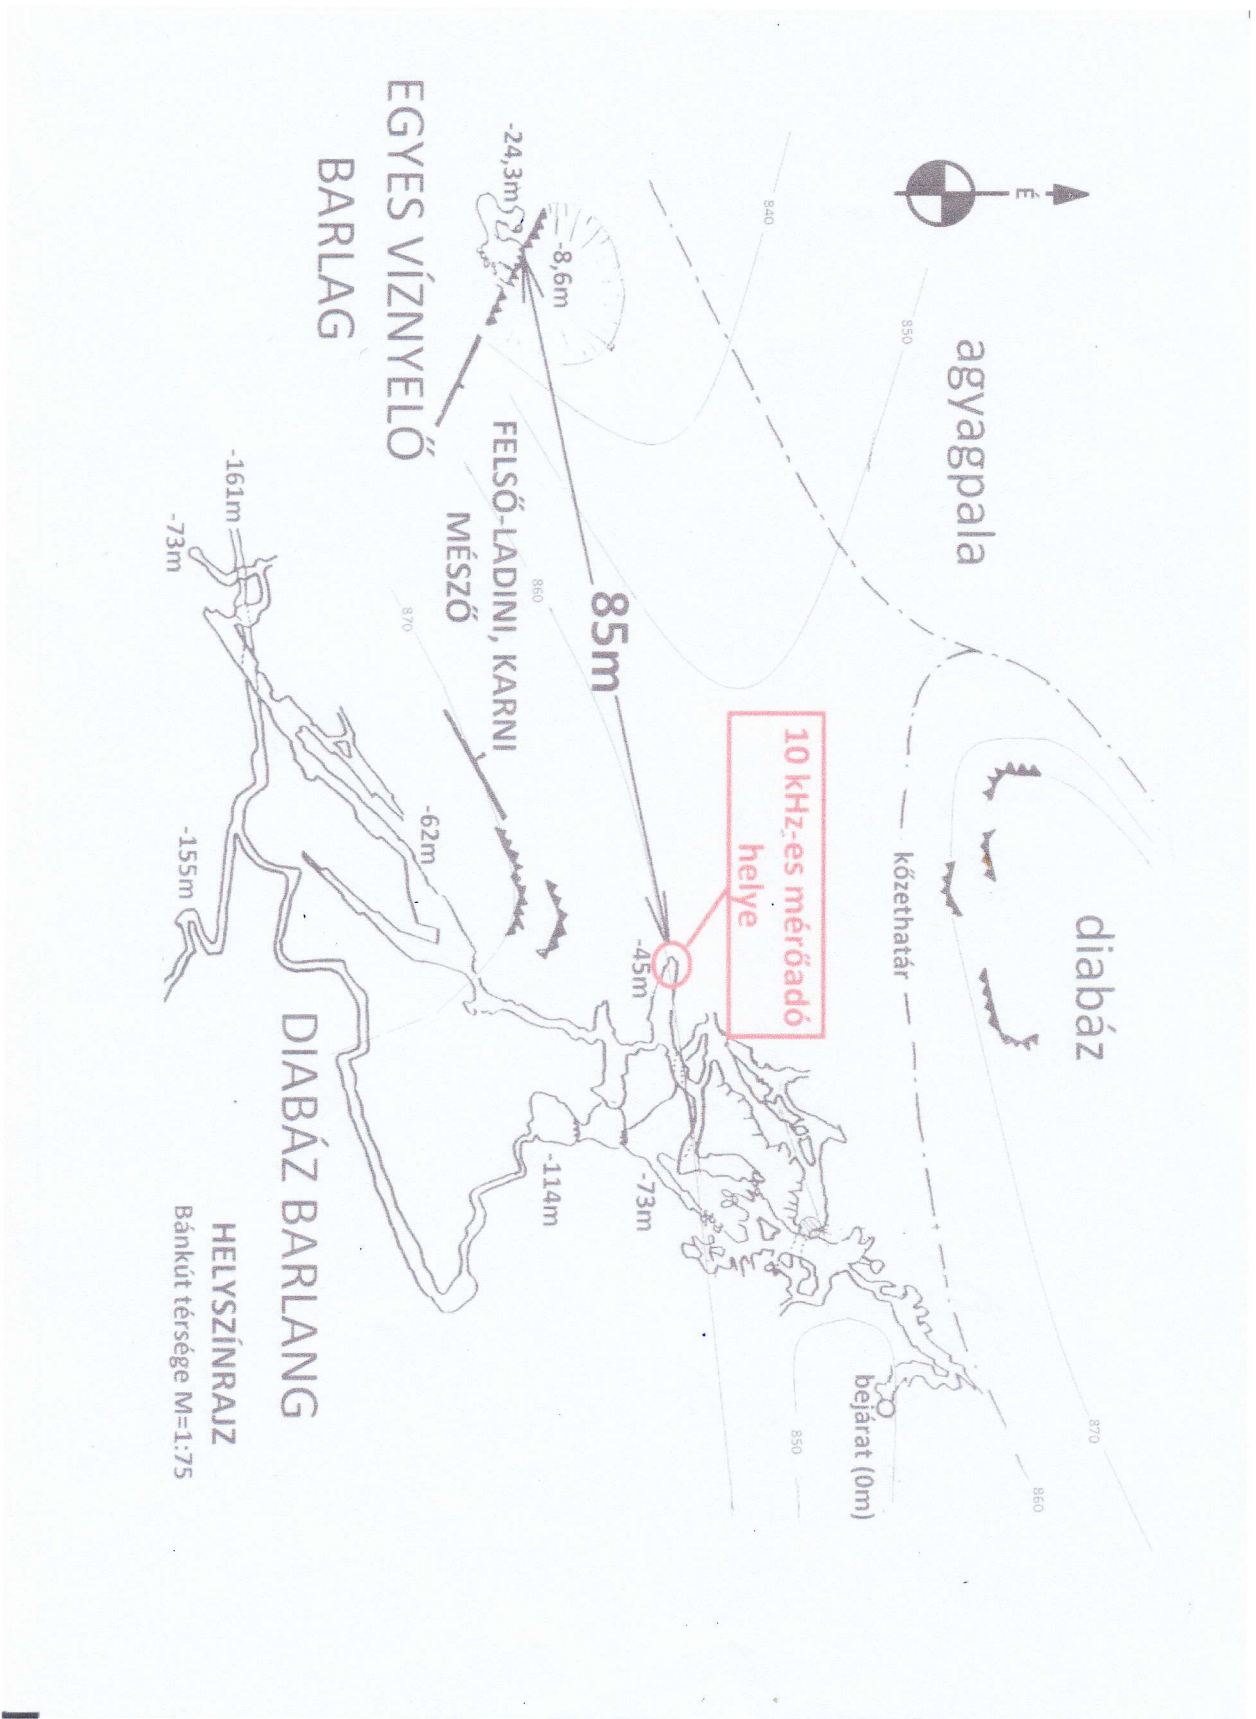 É
agyagpala
diabáz
840
850
kőzethatár
870
860
10 kHz-es mérőadó
helye
bejárat (0m)
850
85m
-45m
-73m
-114m
-24,3m
-8,6m
860
870
FELSŐ-LADINI, KARNI
MÉSZŐ
EGYES VÍZNYELŐ
BARLAG
-62m
-161m
-73m
-155m
DIABÁZ BARLANG
HELYSZÍNRAJZ
Bánkút térsége M=1:75